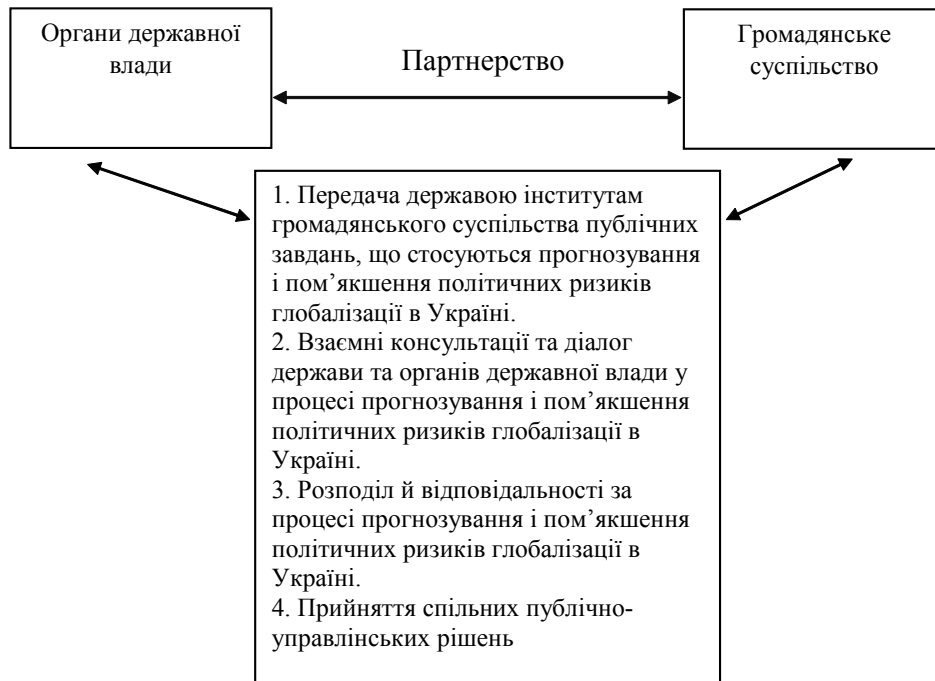 Органи державної
влади
Партнерство
Громадянське
суспільство
1. Передача державою інститутам
громадянського суспільства публічних
завдань, що стосуються прогнозування
і пом’якшення політичних ризиків
глобалізації в Україні.
2. Взаємні консультації та діалог
держави та органів державної влади у
процесі прогнозування і пом’якшення
політичних ризиків глобалізації в
Україні.
3. Розподіл й відповідальності за
процесі прогнозування і пом’якшення
політичних ризиків глобалізації в
Україні.
4. Прийняття спільних публічно-
управлінських рішень